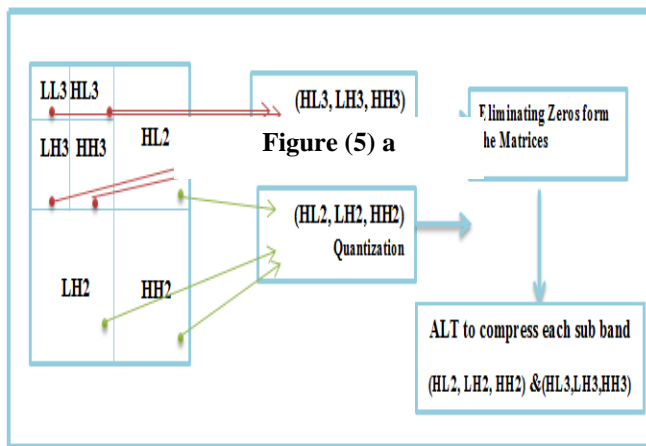 LL3 HL3
LH3 HH3
HL2
LH2
HH2
(HL3, LH3, HH3)
Figure (5) a
(HL2, LH2, HH2)
Quantization
Eliminating Zeros form
he Matrices
ALT to compress each sub band
(HL2, LH2, HH2) &(HL3,LH3,HH3)